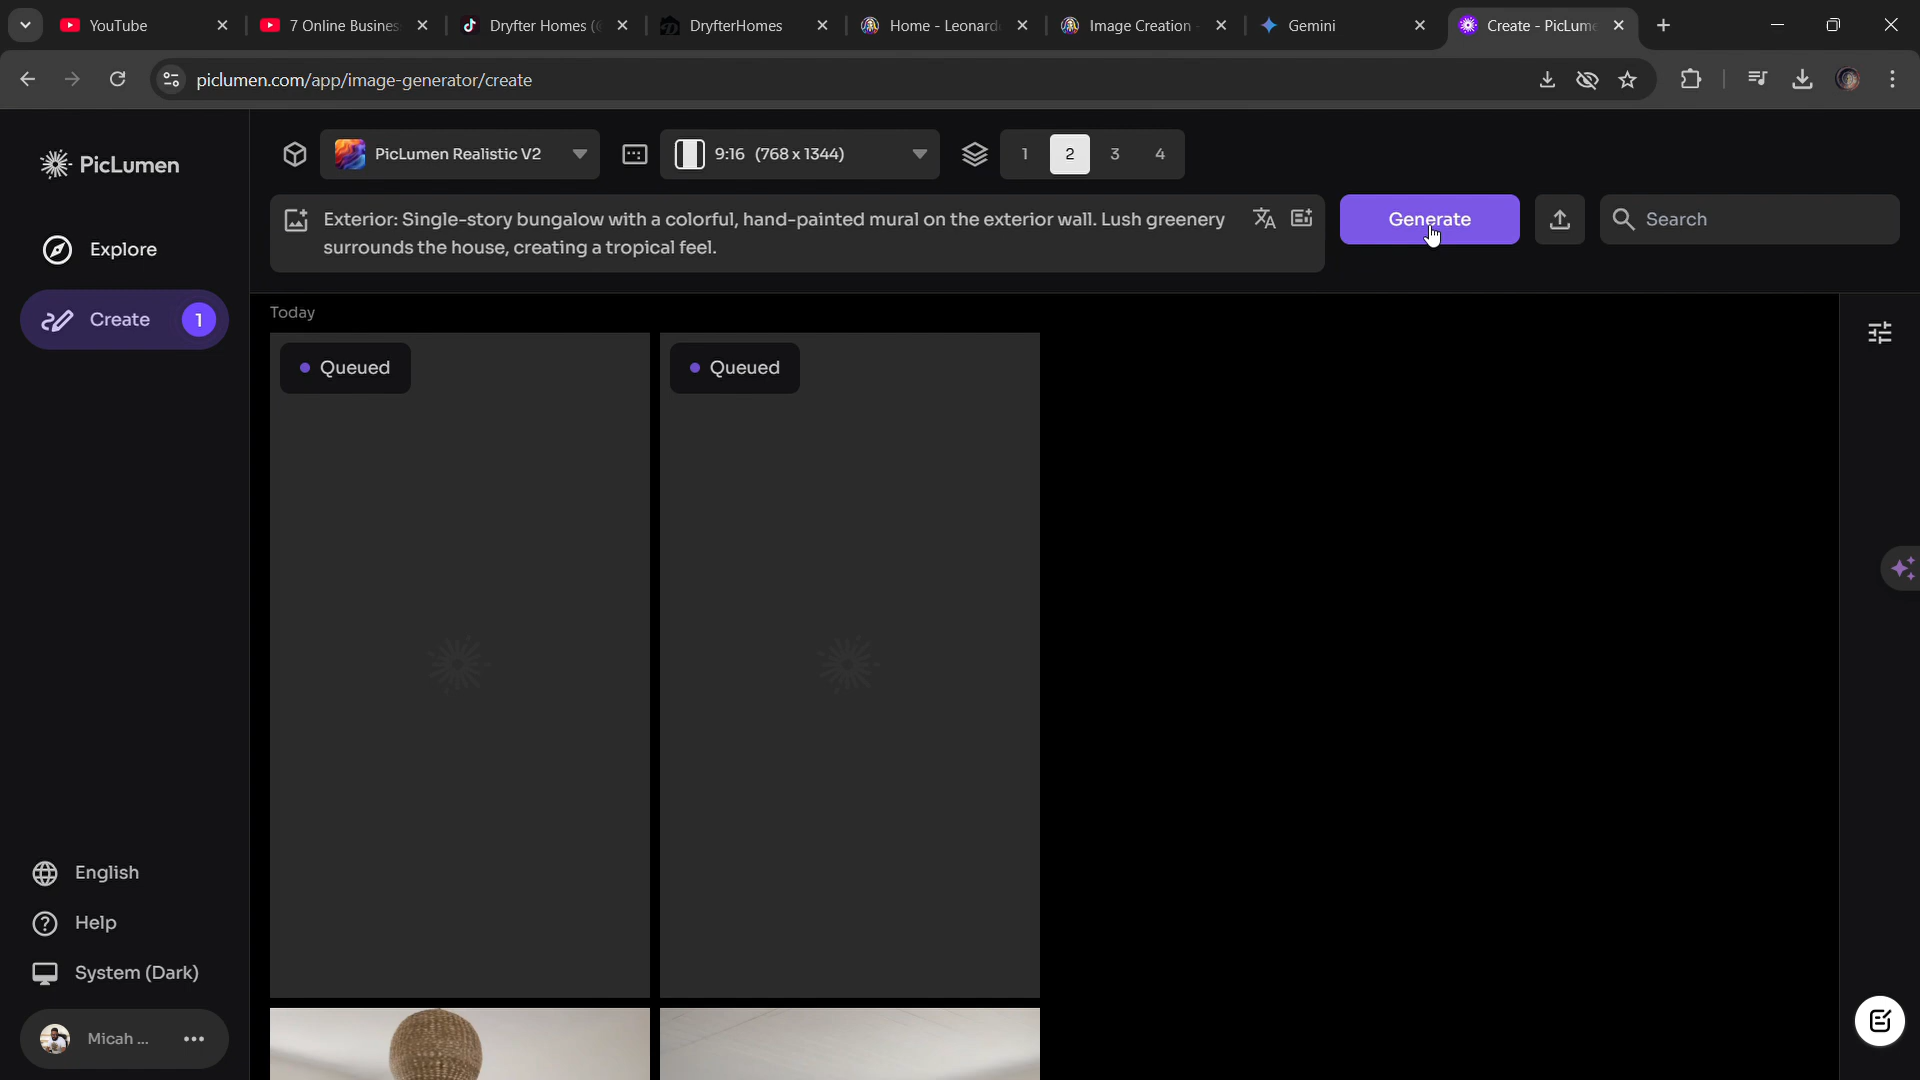 YouTube
7 Online Busines
Dryfter Homes (
DryfterHomes
Home - Leonard
Image Creation -
Gemini
Create - PicLume
piclumen.com/app/image-generator/create
PicLumen
PicLumen Realistic V2
9:16 (768 x 1344)
1
2
3
4
Exterior: Single-story bungalow with a colorful, hand-painted mural on the exterior wall. Lush greenery
surrounds the house, creating a tropical feel.
Generate
Search
Explore
Create
1
Today
Queued
Queued
English
Help
System (Dark)
Micah ...